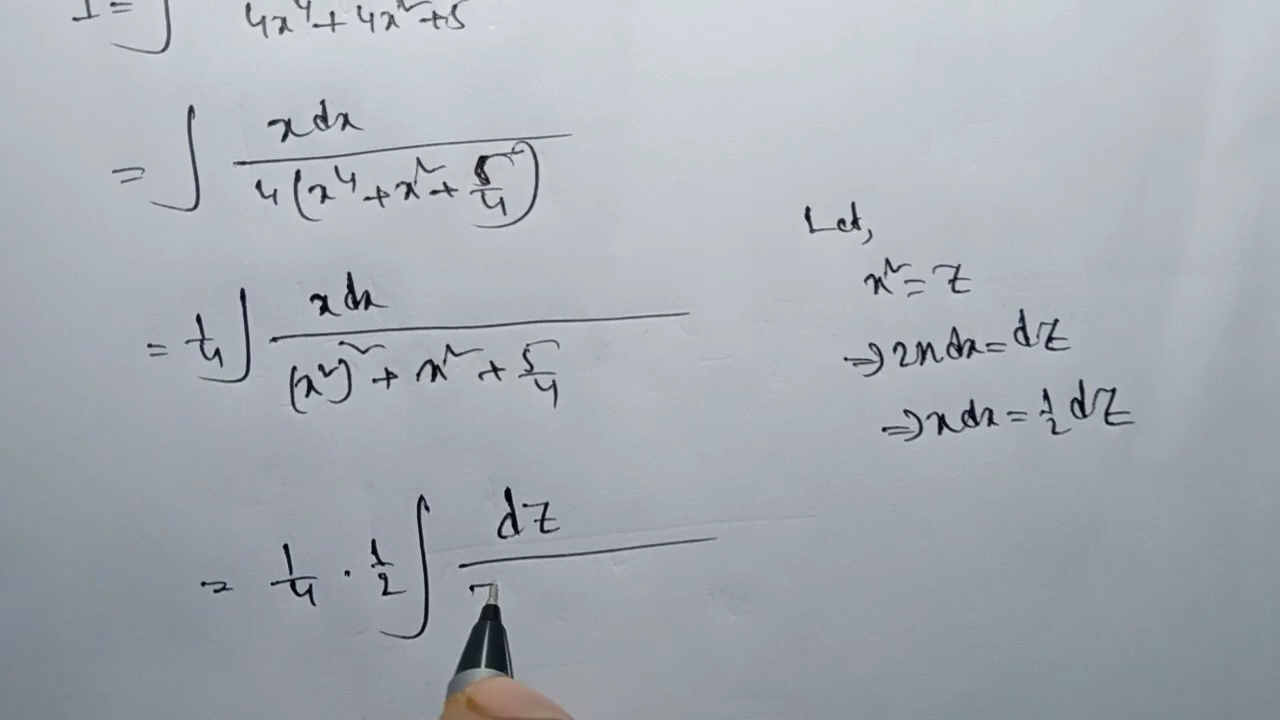 I = ∫ 4x⁴ + 4x² + 5
= ∫ x dx / 4(x⁴ + x² + 5/4)
= 1/4 ∫ x dx / (x²)² + x² + 5/4
Let,
x² = z
⇒ 2x dx = dz
⇒ x dx = 1/2 dz
= 1/4 · 1/2 ∫ dz /